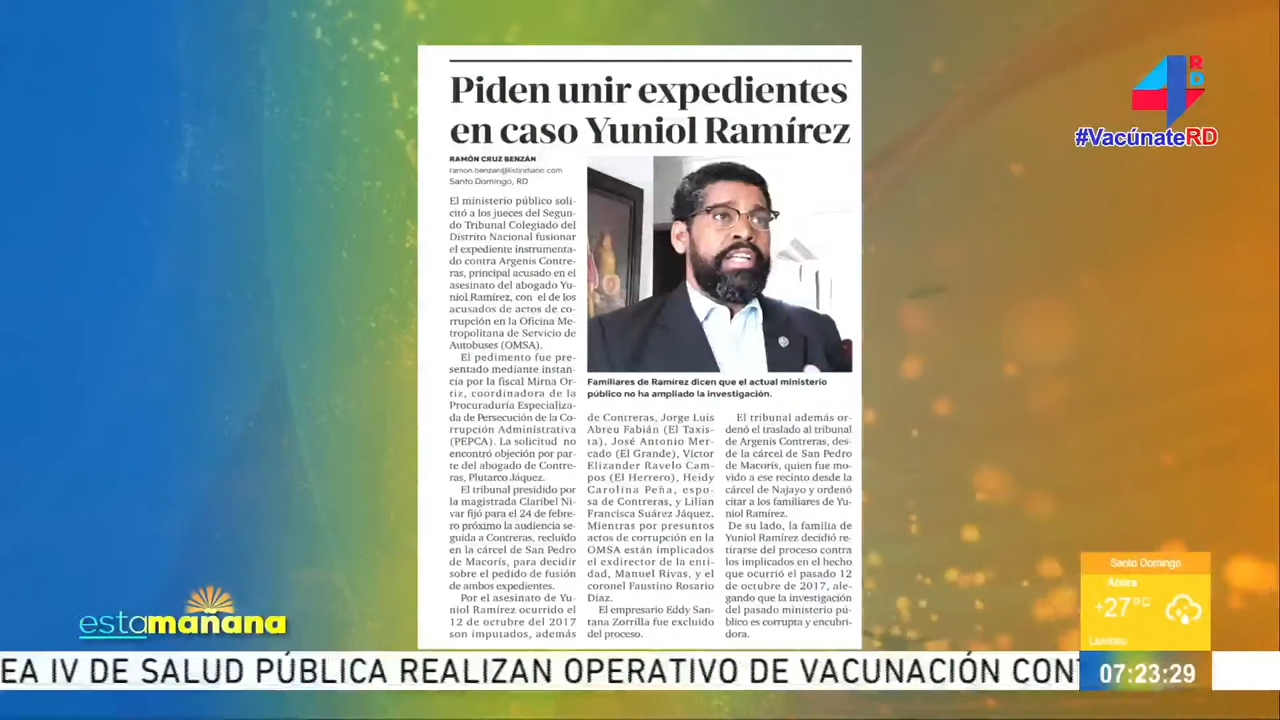 Piden unir expedientes
en caso Yuniol Ramírez
RAMÓN CRUZ BENZÁN
ramon.benzan@listindiario.com
Santo Domingo, RD
El ministerio público soli-
citó a los jueces del Segun-
do Tribunal Colegiado del
Distrito Nacional fusionar
el expediente instrumenta-
do contra Argenis Contre-
ras, principal acusado en el
asesinato del abogado Yu-
niol Ramírez, con el de los
acusados de actos de co-
rrupción en la Oficina Me-
tropolitana de Servicio de
Autobuses (OMSA).
El pedimento fue pre-
sentado mediante instan-
cia por la fiscal Mirna Or-
tiz, coordinadora de la
Procuraduría Especializa-
da de Persecución de la Co-
rrupción Administrativa
(PEPCA). La solicitud no
encontró objeción por par-
te del abogado de Contre-
ras, Plutarco Jáquez.
El tribunal presidido por
la magistrada Claribel Ni-
var fijó para el 24 de febre-
ro próximo la audiencia se-
guida a Contreras, recluido
en la cárcel de San Pedro
de Macorís, para decidir
sobre el pedido de fusión
de ambos expedientes.
Por el asesinato de Yu-
niol Ramírez ocurrido el
12 de octubre del 2017
son imputados, además
Familiares de Ramírez dicen que el actual ministerio
público no ha ampliado la investigación.
de Contreras, Jorge Luis
Abreu Fabián (El Taxis-
ta), José Antonio Mer-
cado (El Grande), Víctor
Elizander Ravelo Cam-
pos (El Herrero), Heidy
Carolina Peña, espo-
sa de Contreras, y Lilian
Francisca Suárez Jáquez.
Mientras por presuntos
actos de corrupción en la
OMSA están implicados
el exdirector de la enti-
dad, Manuel Rivas, y el
coronel Faustino Rosario
Díaz.
El empresario Eddy San-
tana Zorrilla fue excluído
del proceso.
El tribunal además or-
denó el traslado al tribunal
de Argenis Contreras, des-
de la cárcel de San Pedro
de Macorís, quien fue mo-
vido a ese recinto desde la
cárcel de Najayo y ordenó
citar a los familiares de Yu-
niol Ramírez.
De su lado, la familia de
Yuniol Ramírez decidió re-
tirarse del proceso contra
los implicados en el hecho
que ocurrió el pasado 12
de octubre de 2017, ale-
gando que la investigación
del pasado ministerio pú-
blico es corrupta y encubri-
dora.
4RD
#VacúnateRD
estamañana
Santo Domingo
Ahora
+27°C
Lluvioso
EA IV DE SALUD PÚBLICA REALIZAN OPERATIVO DE VACUNACIÓN CON
07:23:29